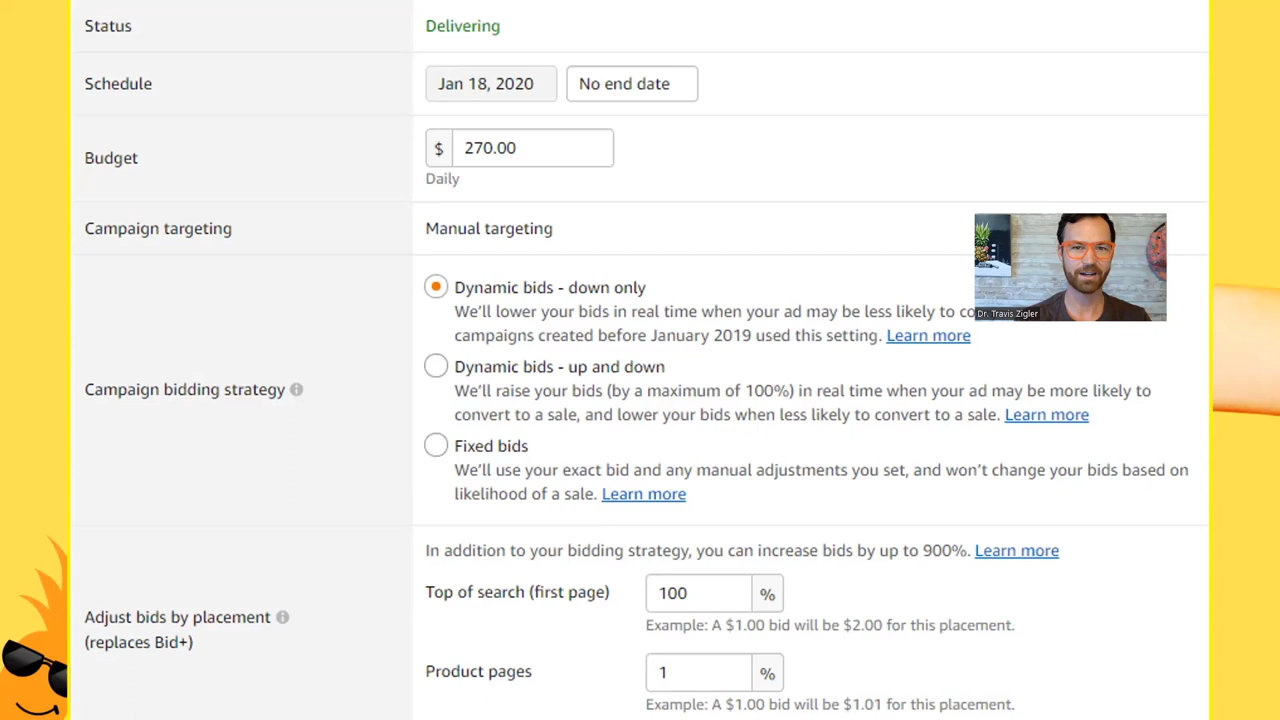 Status
Delivering
Schedule
Jan 18, 2020
No end date
Budget
$ 270.00
Daily
Campaign targeting
Manual targeting
Campaign bidding strategy
Dynamic bids - down only
We'll lower your bids in real time when your ad may be less likely to
campaigns created before January 2019 used this setting. Learn more
Dynamic bids - up and down
We'll raise your bids (by a maximum of 100%) in real time when your ad may be more likely to
convert to a sale, and lower your bids when less likely to convert to a sale. Learn more
Fixed bids
We'll use your exact bid and any manual adjustments you set, and won't change your bids based on
likelihood of a sale. Learn more
Dr. Travis Zigler
Adjust bids by placement
(replaces Bid+)
In addition to your bidding strategy, you can increase bids by up to 900%. Learn more
Top of search (first page)
100 %
Example: A $1.00 bid will be $2.00 for this placement.
Product pages
1 %
Example: A $1.00 bid will be $1.01 for this placement.